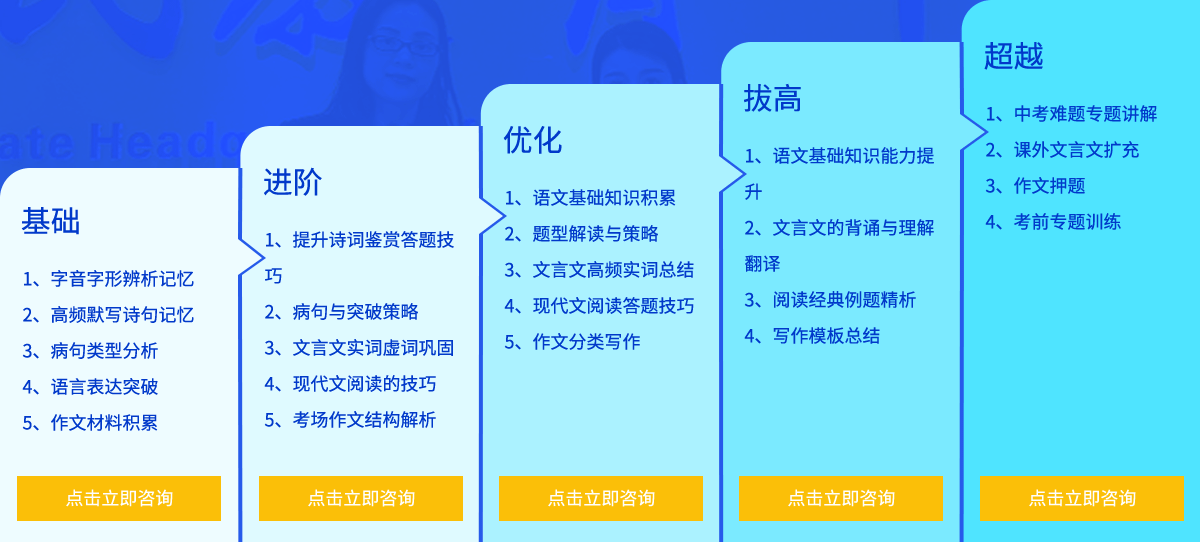 ate Head
基础
1、字音字形辨析记忆
2、高频默写诗句记忆
3、病句类型分析
4、语言表达突破
5、作文材料积累
点击立即咨询
进阶
1、提升诗词鉴赏答题技
巧
2、病句与突破策略
3、文言文实词虚词巩固
4、现代文阅读的技巧
5、考场作文结构解析
点击立即咨询
优化
1、语文基础知识积累
2、题型解读与策略
3、文言文高频实词总结
4、现代文阅读答题技巧
5、作文分类写作
点击立即咨询
拔高
1、语文基础知识能力提
升
2、文言文的背诵与理解
翻译
3、阅读经典例题精析
4、写作模板总结
点击立即咨询
超越
1、中考难题专题讲解
2、课外文言文扩充
3、作文押题
4、考前专题训练
点击立即咨询